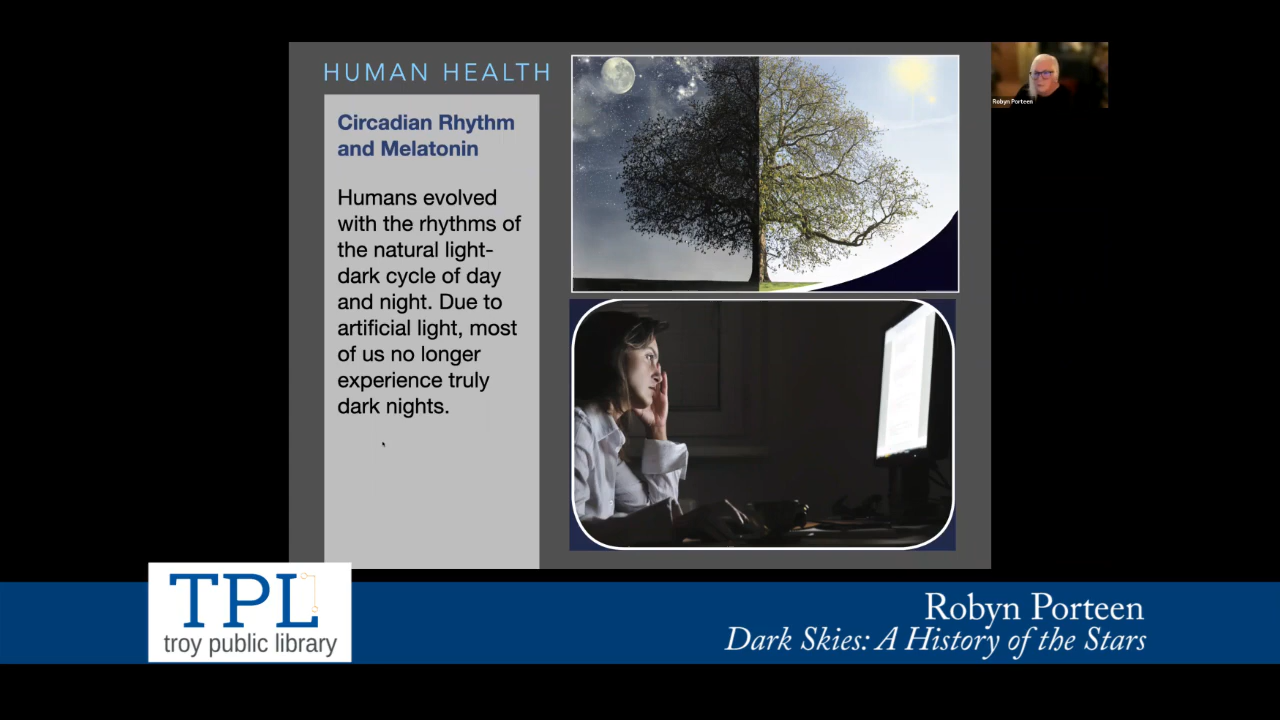 HUMAN HEALTH
Circadian Rhythm
and Melatonin
Humans evolved
with the rhythms of
the natural light-
dark cycle of day
and night. Due to
artificial light, most
of us no longer
experience truly
dark nights.
Robyn Porteen
TPL
troy public library
Robyn Porteen
Dark Skies: A History of the Stars